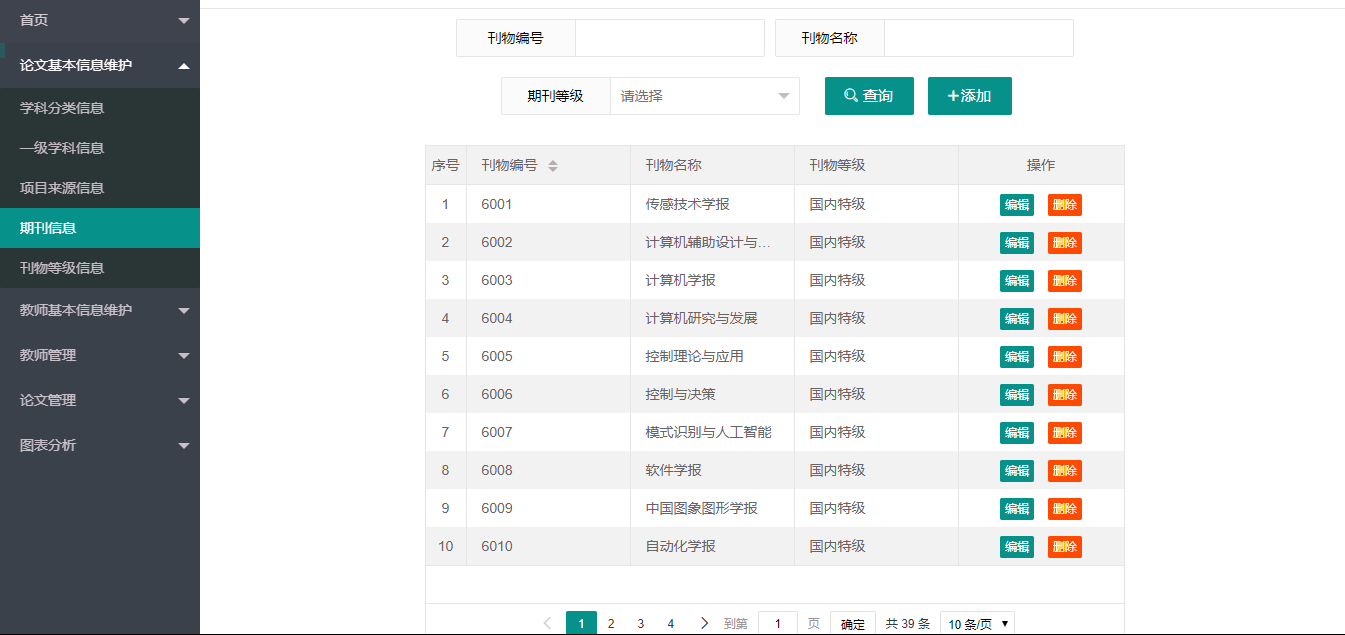 首页
论文基本信息维护
学科分类信息
一级学科信息
项目来源信息
期刊信息
刊物等级信息
教师基本信息维护
教师管理
论文管理
图表分析
刊物编号 刊物名称
期刊等级 请选择 查询 +添加
序号 刊物编号 刊物名称 刊物等级 操作
1 6001 传感技术学报 国内特级 编辑 删除
2 6002 计算机辅助设计与... 国内特级 编辑 删除
3 6003 计算机学报 国内特级 编辑 删除
4 6004 计算机研究与发展 国内特级 编辑 删除
5 6005 控制理论与应用 国内特级 编辑 删除
6 6006 控制与决策 国内特级 编辑 删除
7 6007 模式识别与人工智能 国内特级 编辑 删除
8 6008 软件学报 国内特级 编辑 删除
9 6009 中国图象图形学报 国内特级 编辑 删除
10 6010 自动化学报 国内特级 编辑 删除
1 2 3 4 到第 1 页 确定 共 39 条 10 条/页